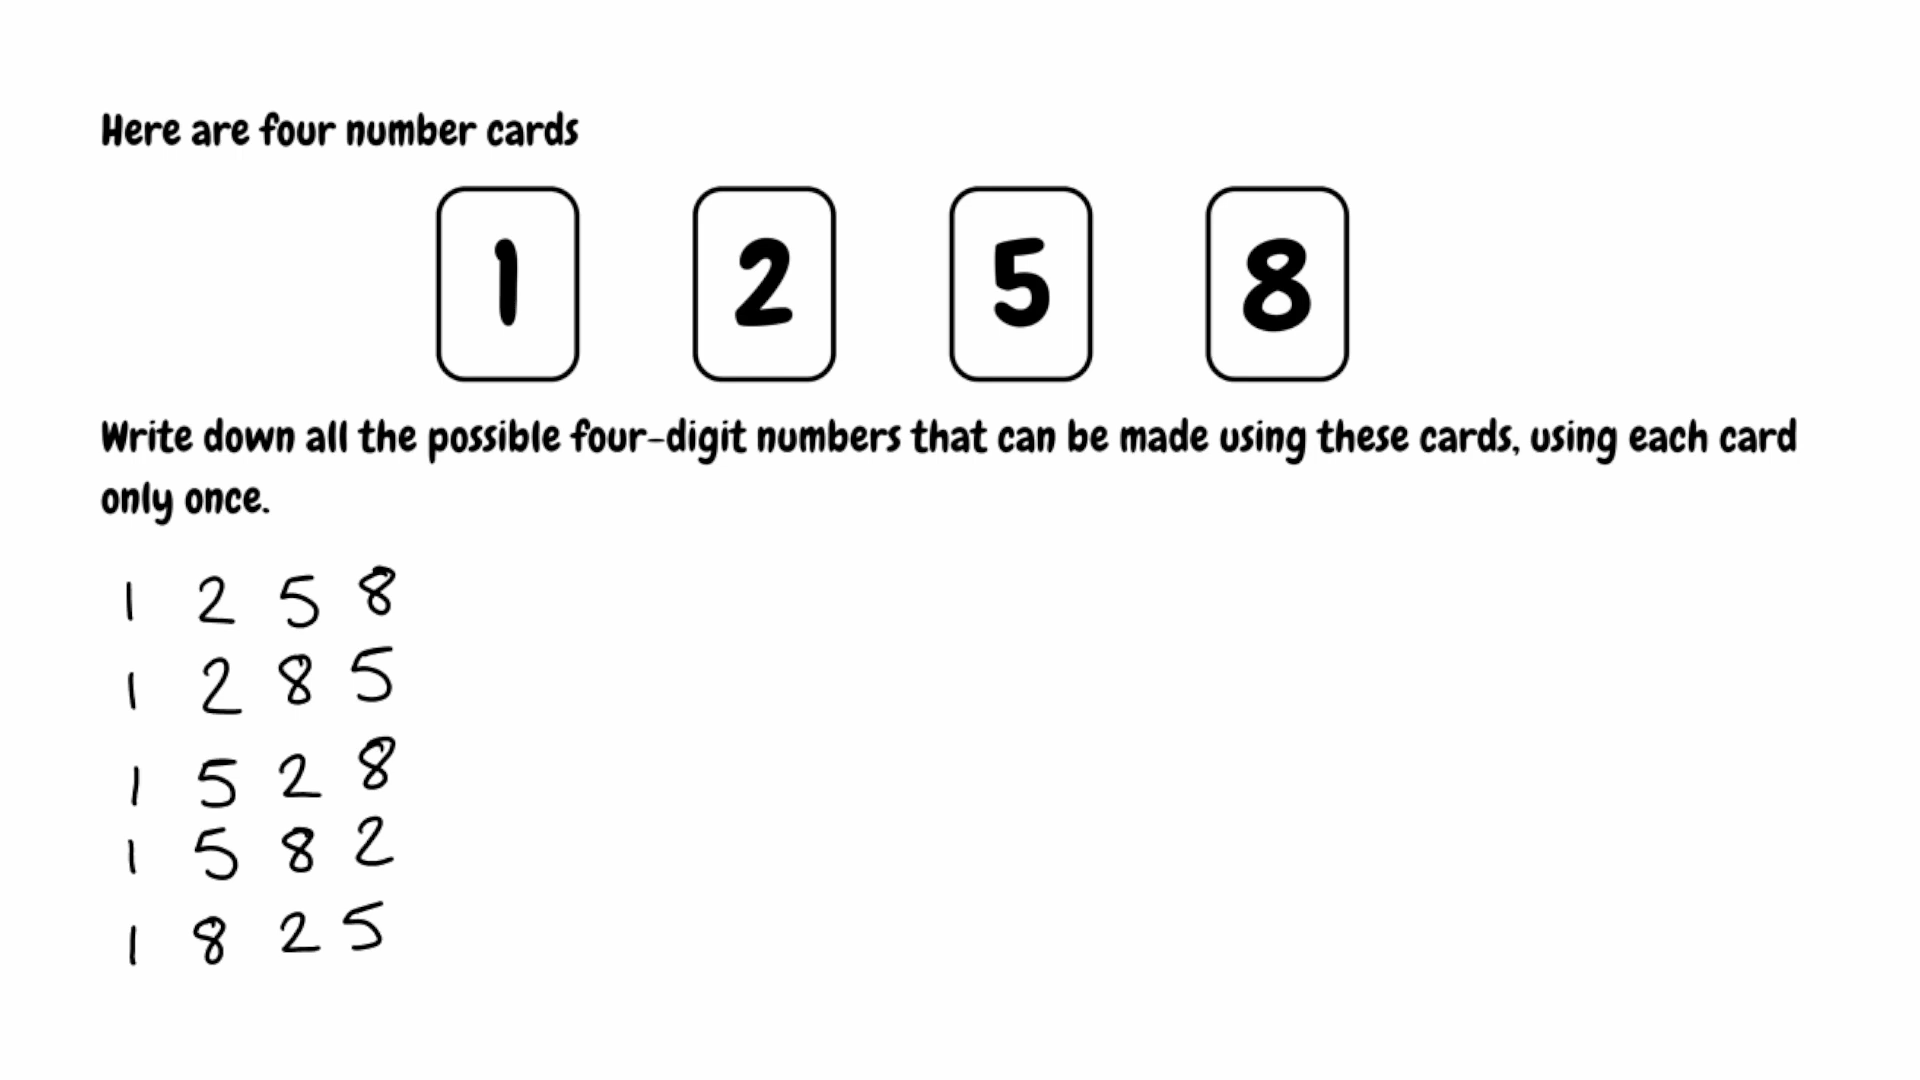 Here are four number cards
1 2 5 8
Write down all the possible four-digit numbers that can be made using these cards, using each card
only once.
1 2 5 8
1 2 8 5
1 5 2 8
1 5 8 2
1 8 2 5